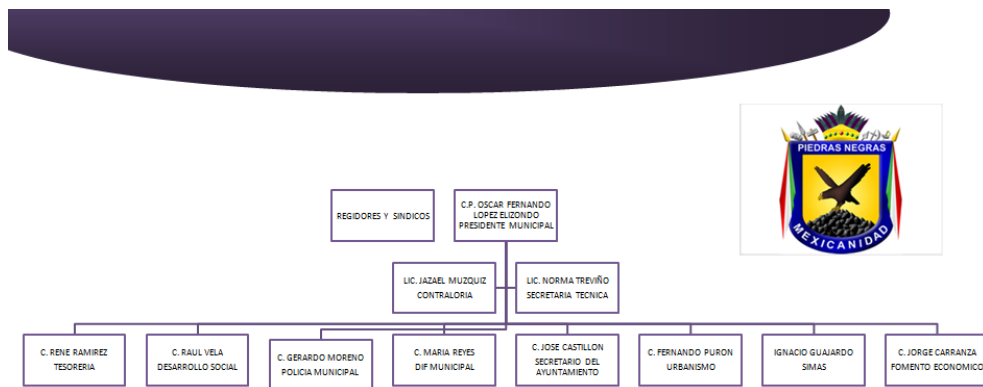 PIEDRAS NEGRAS
MEXICANIDAD
REGIDORES Y SINDICOS
C.P. OSCAR FERNANDO
LOPEZ ELIZONDO
PRESIDENTE MUNICIPAL
LIC. JAZAEL MUZQUIZ
CONTRALORIA
LIC. NORMA TREVIÑO
SECRETARIA TECNICA
C. RENE RAMIREZ
TESORERIA
C. RAUL VELA
DESARROLLO SOCIAL
C. GERARDO MORENO
POLICIA MUNICIPAL
C. MARIA REYES
DIF MUNICIPAL
C. JOSE CASTILLON
SECRETARIO DEL
AYUNTAMIENTO
C. FERNANDO PURON
URBANISMO
IGNACIO GUAJARDO
SIMAS
C. JORGE CARRANZA
FOMENTO ECONOMICO